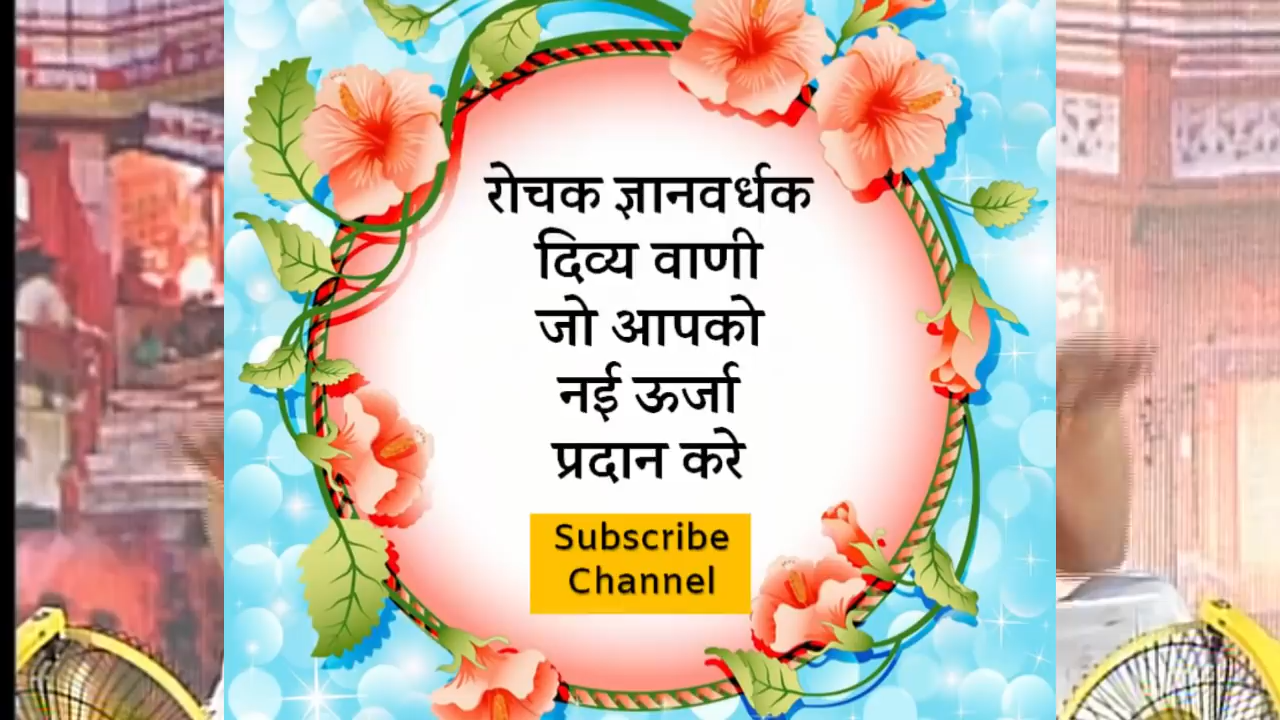 रोचक ज्ञानवर्धक
दिव्य वाणी
जो आपको
नई ऊर्जा
प्रदान करे
Subscribe
Channel